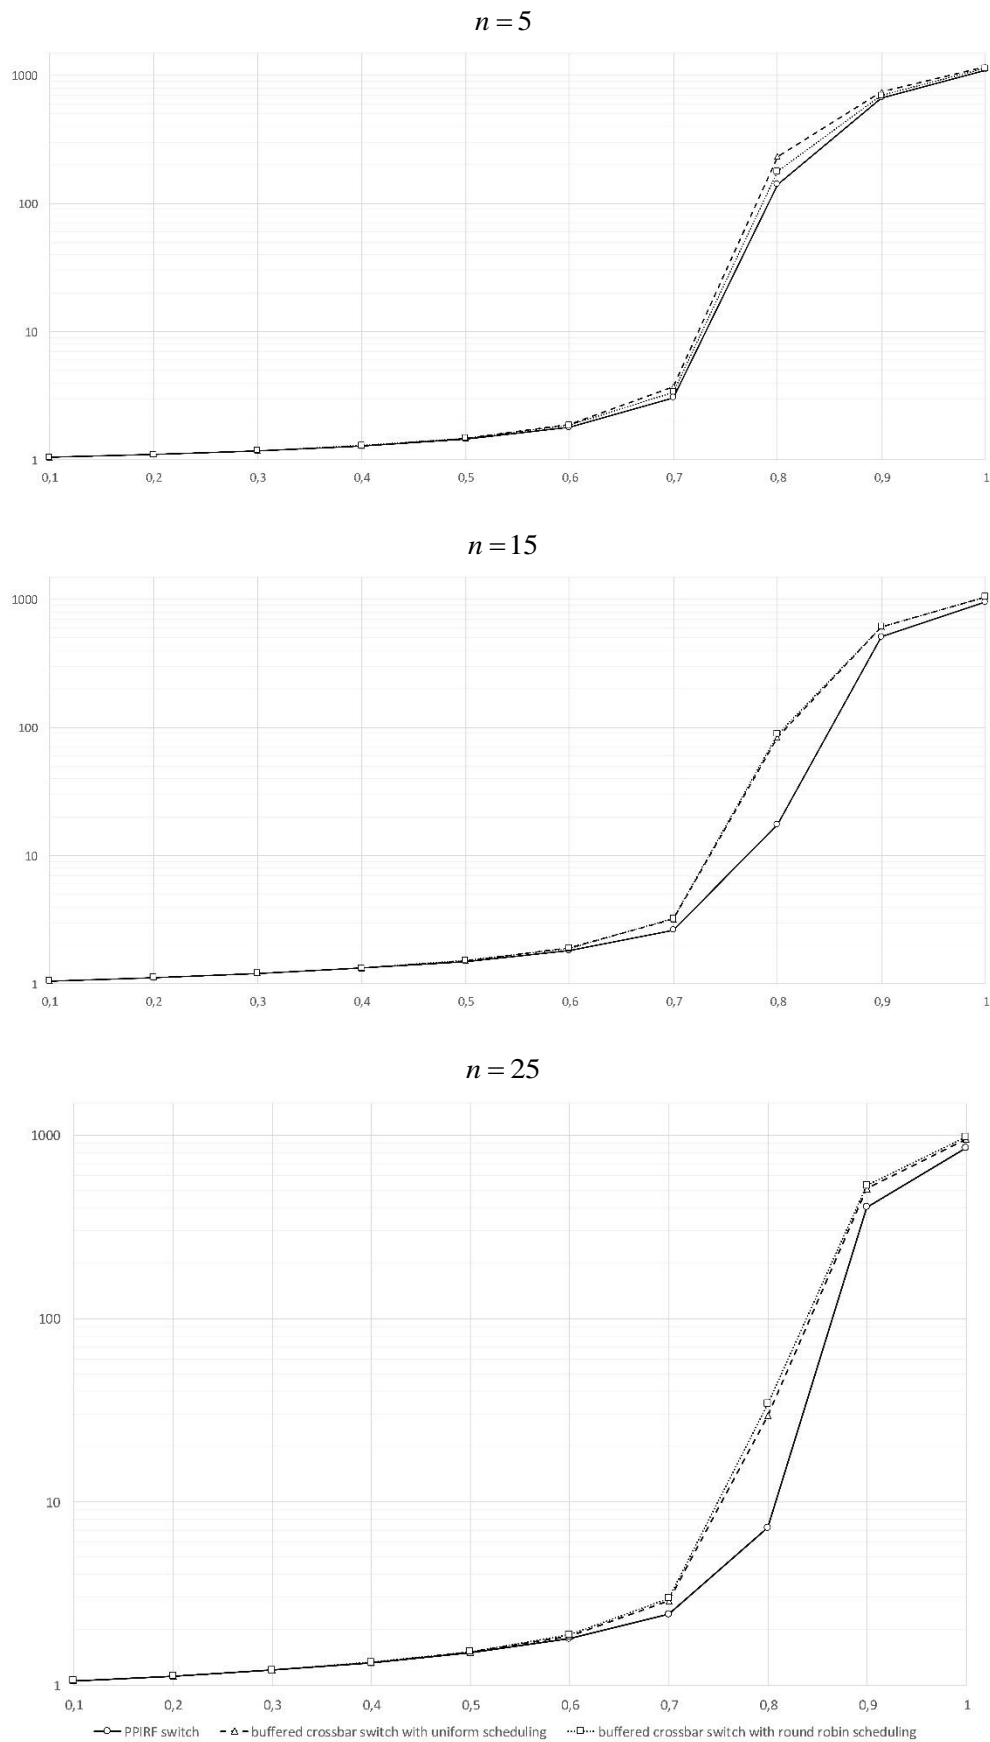 n = 5
1000
100
10
1
0,1 0,2 0,3 0,4 0,5 0,6 0,7 0,8 0,9 1
n = 15
1000
100
10
1
0,1 0,2 0,3 0,4 0,5 0,6 0,7 0,8 0,9 1
n = 25
1000
100
10
1
0,1 0,2 0,3 0,4 0,5 0,6 0,7 0,8 0,9 1
PPIRF switch buffered crossbar switch with uniform scheduling buffered crossbar switch with round robin scheduling